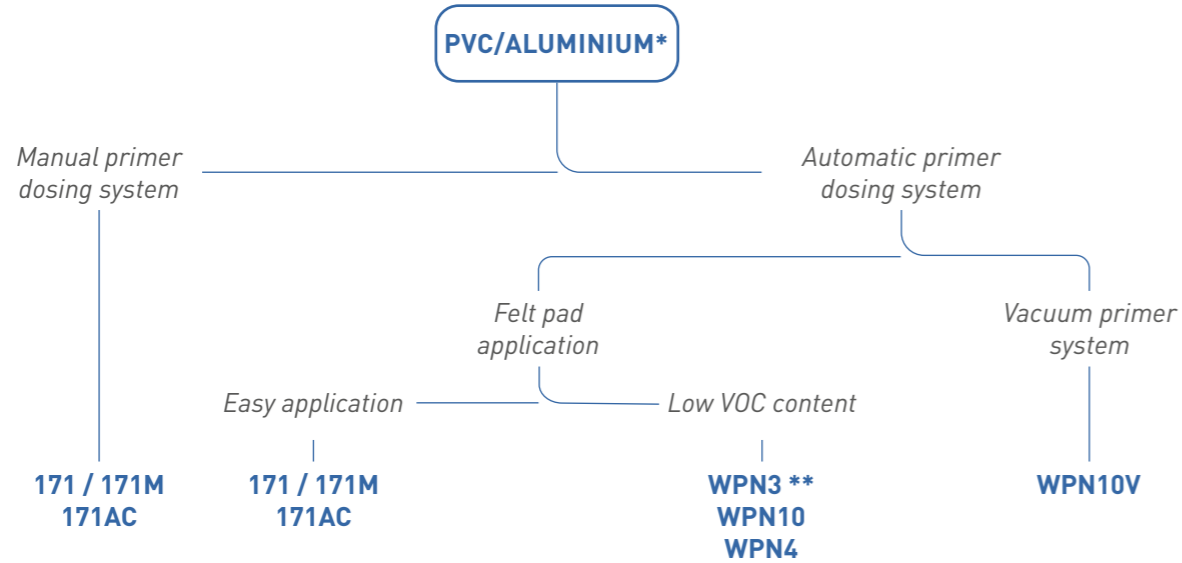 PVC/ALUMINIUM*
Manual primer
dosing system
Automatic primer
dosing system
Felt pad
application
Vacuum primer
system
Easy application
Low VOC content
171 / 171M
171AC
171 / 171M
171AC
WPN3 **
WPN10
WPN4
WPN10V